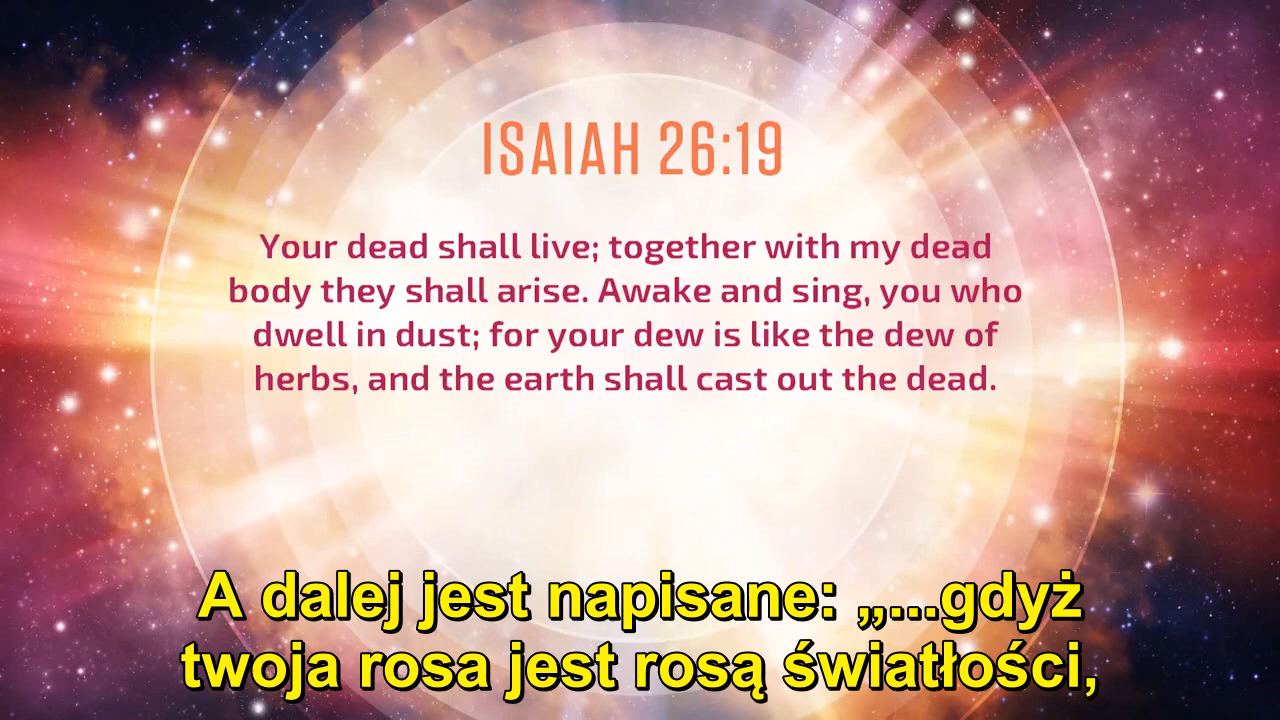 ISAIAH 26:19
Your dead shall live; together with my dead
body they shall arise. Awake and sing, you who
dwell in dust; for your dew is like the dew of
herbs, and the earth shall cast out the dead.
A dalej jest napisane: „...gdyż
twoja rosa jest rosą światłości,